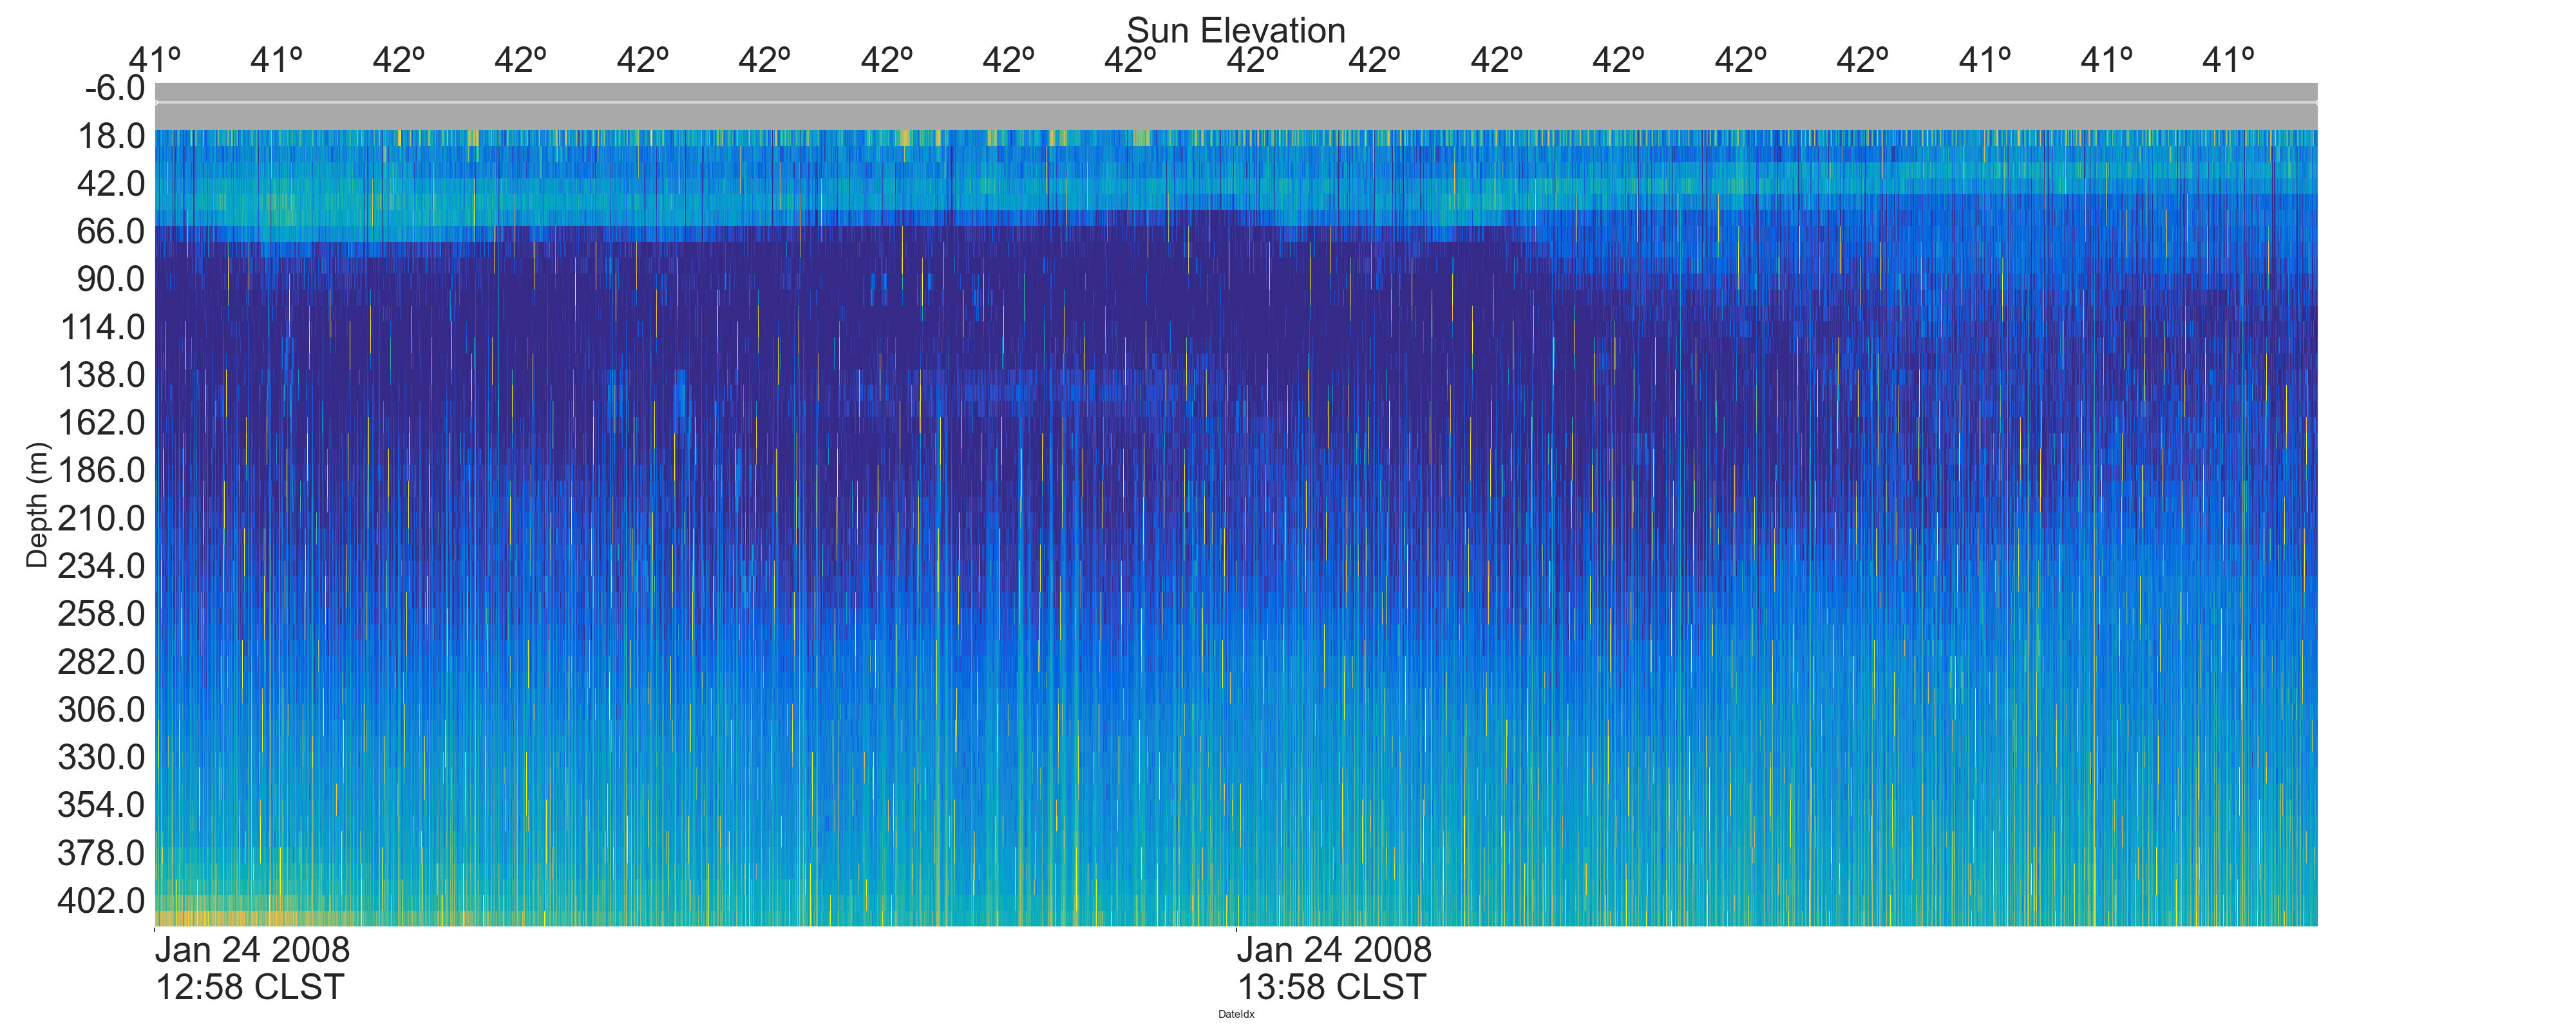 Sun Elevation
41º 41º 42º 42º 42º 42º 42º 42º 42º 42º 42º 42º 42º 42º 42º 41º 41º 41º
-6.0
18.0
42.0
66.0
90.0
114.0
138.0
162.0
186.0
210.0
234.0
258.0
282.0
306.0
330.0
354.0
378.0
402.0
Depth (m)
Jan 24 2008
12:58 CLST
Jan 24 2008
13:58 CLST
DateIdx